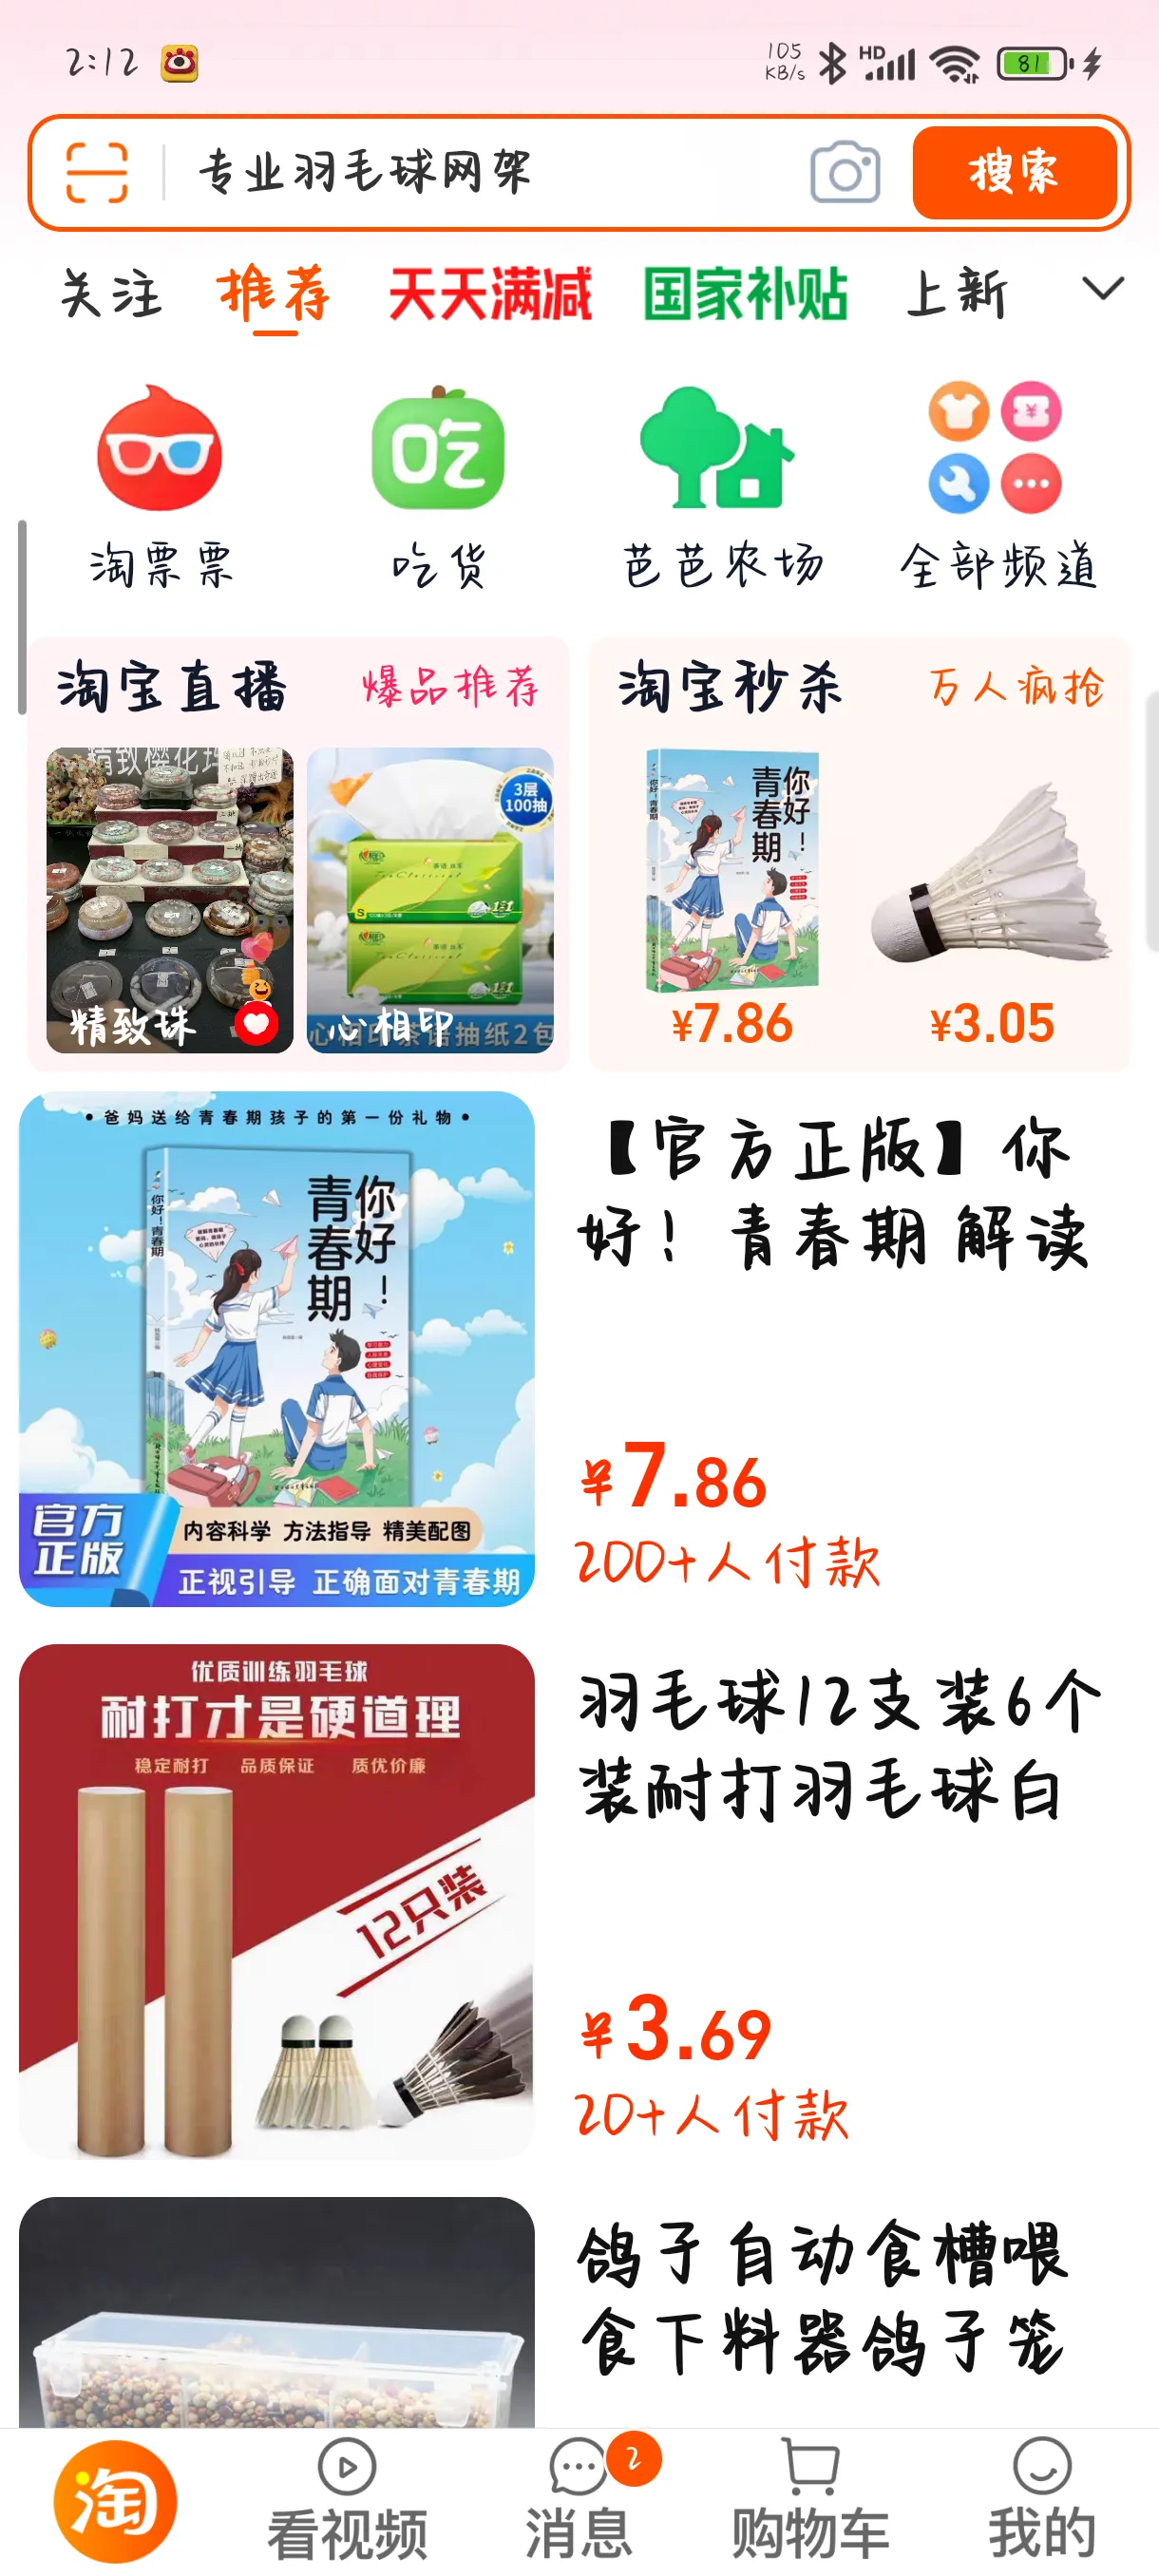 2:12
105
KB/s
HD
81
专业羽毛球网架
搜索
关注
推荐
天天满减
国家补贴
上新
吃
淘票票
吃货
芭芭农场
全部频道
淘宝直播
爆品推荐
淘宝秒杀
万人疯抢
3层
100抽
精致珠
心相印
心相印茶语抽纸2包
你好！
青春期
¥7.86
¥3.05
• 爸妈送给青春期孩子的第一份礼物 •
你好！
青春期
你好！青春期
官方
正版
内容科学 方法指导 精美配图
正视引导 正确面对青春期
【官方正版】你
好！青春期 解读
¥7.86
200+人付款
优质训练羽毛球
耐打才是硬道理
稳定耐打 品质保证 质优价廉
12只装
羽毛球12支装6个
装耐打羽毛球白
¥3.69
20+人付款
鸽子自动食槽喂
食下料器鸽子笼
淘
看视频
消息
2
购物车
我的